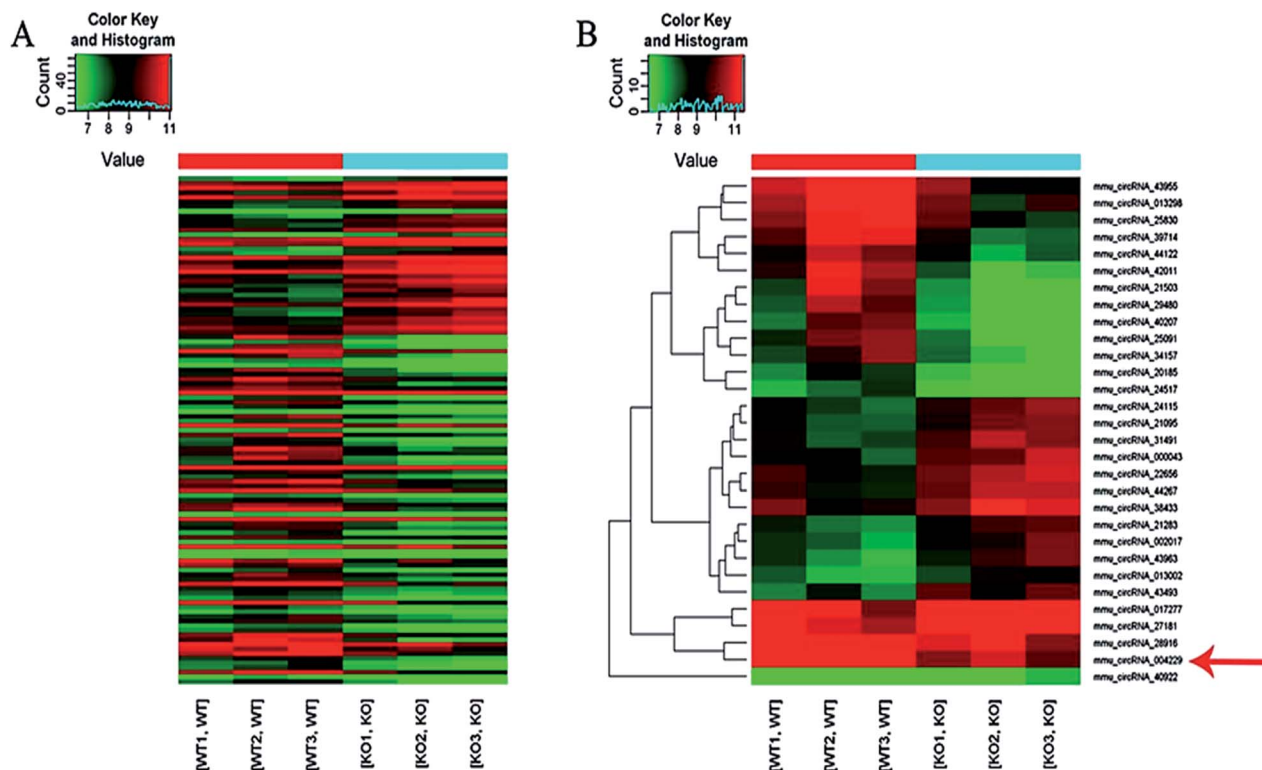 A
Color Key
and Histogram
Count
0 40
7 8 9 11
Value
[WT1, WT]
[WT2, WT]
[WT3, WT]
[KO1, KO]
[KO2, KO]
[KO3, KO]
B
Color Key
and Histogram
Count
0 10 20
7 8 9 11
Value
mmu_circRNA_43955
mmu_circRNA_013298
mmu_circRNA_25830
mmu_circRNA_39714
mmu_circRNA_44122
mmu_circRNA_42011
mmu_circRNA_21503
mmu_circRNA_29480
mmu_circRNA_40207
mmu_circRNA_25091
mmu_circRNA_34157
mmu_circRNA_20185
mmu_circRNA_24517
mmu_circRNA_24115
mmu_circRNA_21095
mmu_circRNA_31491
mmu_circRNA_000043
mmu_circRNA_22656
mmu_circRNA_44267
mmu_circRNA_38433
mmu_circRNA_21283
mmu_circRNA_002017
mmu_circRNA_43963
mmu_circRNA_013002
mmu_circRNA_43493
mmu_circRNA_017277
mmu_circRNA_27181
mmu_circRNA_28916
mmu_circRNA_004229
mmu_circRNA_40922
[WT1, WT]
[WT2, WT]
[WT3, WT]
[KO1, KO]
[KO2, KO]
[KO3, KO]